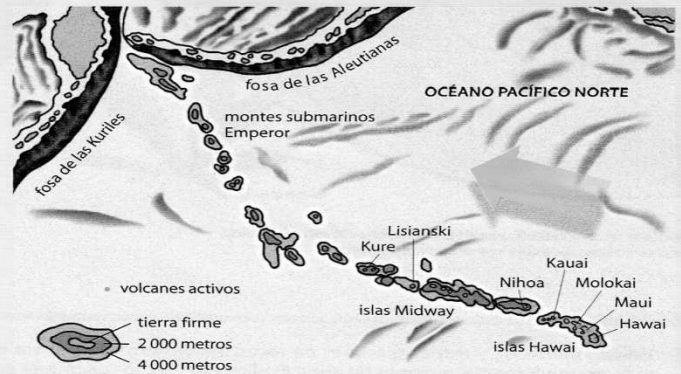 fosa de las Aleutianas
OCÉANO PACÍFICO NORTE
montes submarinos
Emperor
fosa de las Kuriles
Lisianski
Kure
Kauai
Nihoa
Molokai
Maui
Hawai
islas Midway
islas Hawai
volcanes activos
tierra firme
2 000 metros
4 000 metros